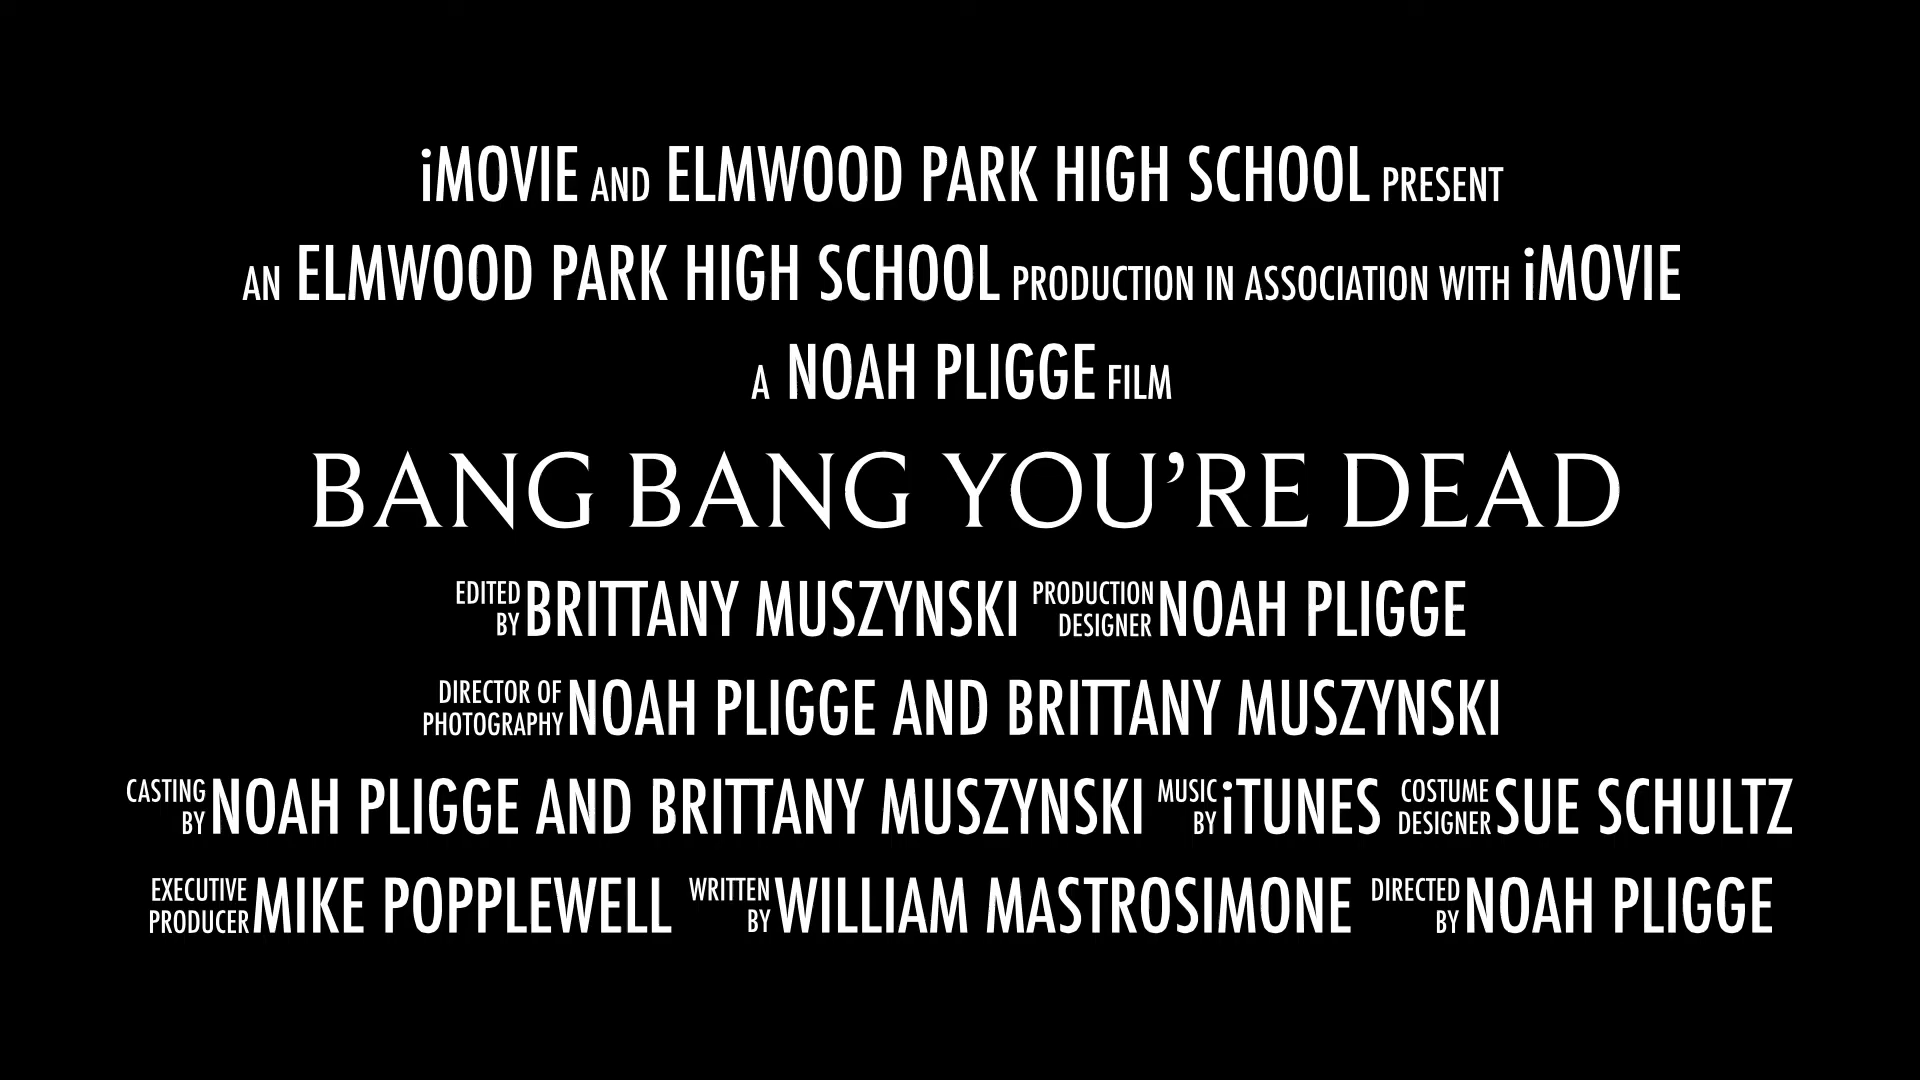 iMOVIE AND ELMWOOD PARK HIGH SCHOOL PRESENT
AN ELMWOOD PARK HIGH SCHOOL PRODUCTION IN ASSOCIATION WITH iMOVIE
A NOAH PLIGGE FILM
BANG BANG YOU’RE DEAD
EDITED BY BRITTANY MUSZYNSKI PRODUCTION DESIGNER NOAH PLIGGE
DIRECTOR OF PHOTOGRAPHY NOAH PLIGGE AND BRITTANY MUSZYNSKI
CASTING BY NOAH PLIGGE AND BRITTANY MUSZYNSKI MUSIC BY iTUNES COSTUME DESIGNER SUE SCHULTZ
EXECUTIVE PRODUCER MIKE POPPLEWELL WRITTEN BY WILLIAM MASTROSIMONE DIRECTED BY NOAH PLIGGE